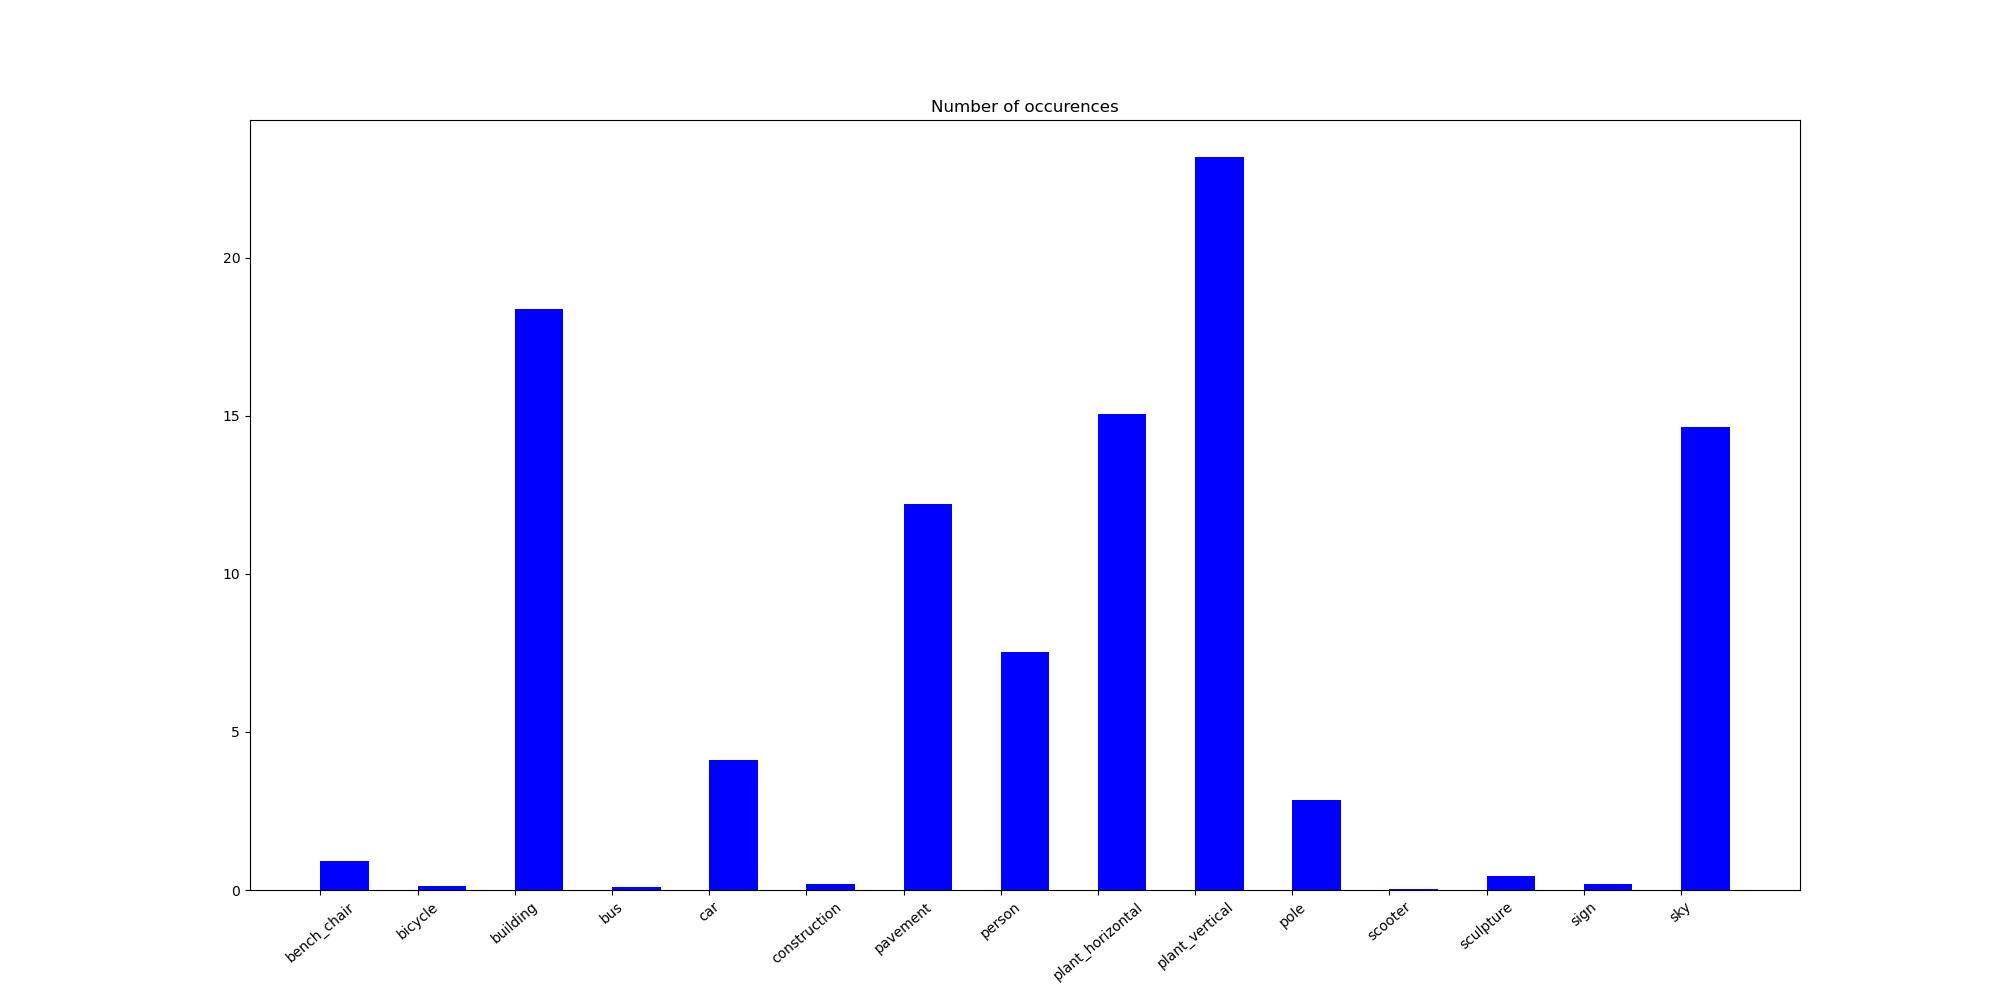 Number of occurences
20
15
10
5
0
bench_chair
bicycle
building
bus
car
construction
pavement
person
plant_horizontal
plant_vertical
pole
scooter
sculpture
sign
sky